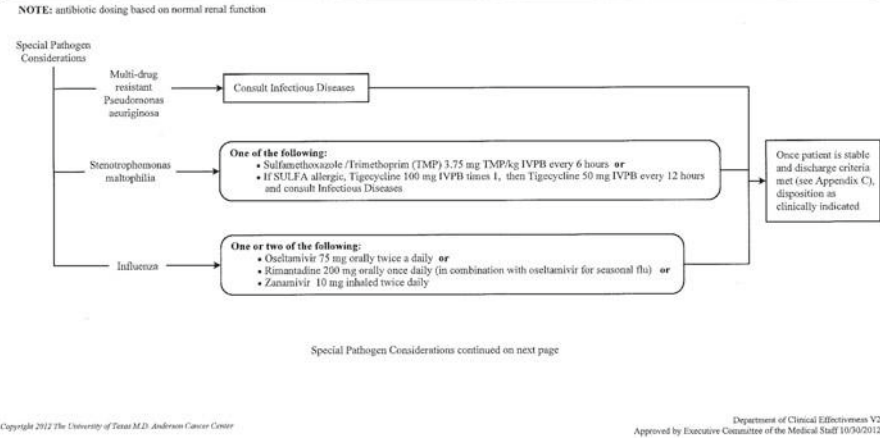 NOTE: antibiotic dosing based on normal renal function
Special Pathogen
Considerations
Multi-drug
resistant
Pseudomonas
aeuriginosa
Consult Infectious Diseases
Stenotrophomonas
maltophilia
One of the following:
• Sulfamethoxazole /Trimethoprim (TMP) 3.75 mg TMP/kg IVPB every 6 hours or
• If SULFA allergic, Tigecycline 100 mg IVPB times 1, then Tigecycline 50 mg IVPB every 12 hours
and consult Infectious Diseases
Once patient is stable
and discharge criteria
met (see Appendix C),
disposition as
clinically indicated
Influenza
One or two of the following:
• Oseltamivir 75 mg orally twice a daily or
• Rimantadine 200 mg orally once daily (in combination with oseltamivir for seasonal flu) or
• Zanamivir 10 mg inhaled twice daily
Special Pathogen Considerations continued on next page
Copyright 2012 The University of Texas M.D. Anderson Cancer Center
Department of Clinical Effectiveness V2
Approved by Executive Committee of the Medical Staff 10/30/2012